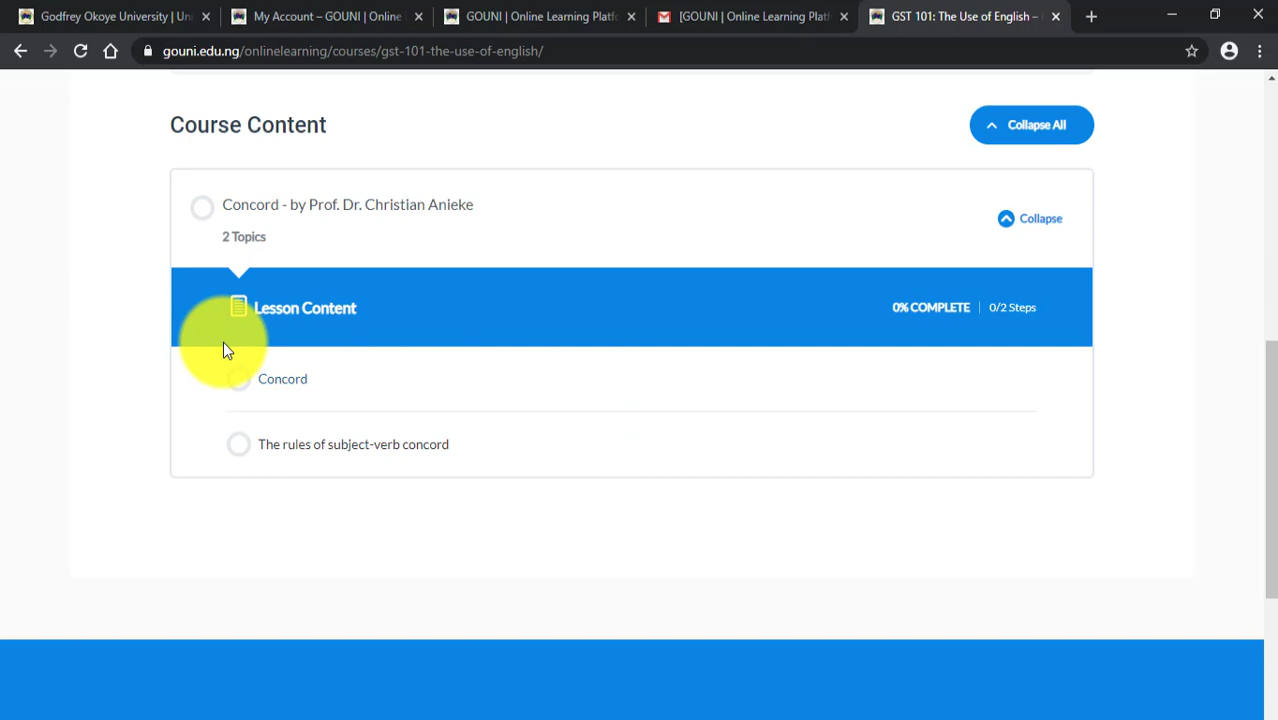 Godfrey Okoye University | Uni
My Account – GOUNI | Online
GOUNI | Online Learning Platfo
[GOUNI | Online Learning Platf
GST 101: The Use of English –
gouni.edu.ng/onlinelearning/courses/gst-101-the-use-of-english/
Course Content
Collapse All
Concord - by Prof. Dr. Christian Anieke
2 Topics
Collapse
Lesson Content
0% COMPLETE
0/2 Steps
Concord
The rules of subject-verb concord